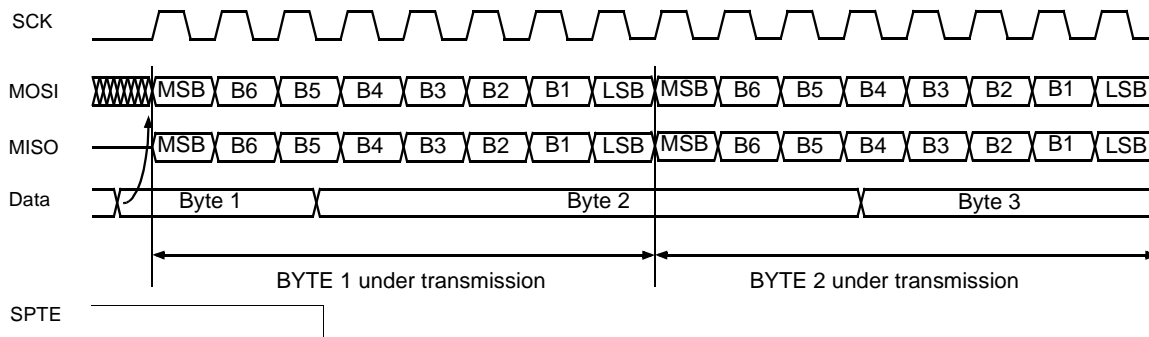 SCK
MOSI MSB B6 B5 B4 B3 B2 B1 LSB MSB B6 B5 B4 B3 B2 B1 LSB
MISO MSB B6 B5 B4 B3 B2 B1 LSB MSB B6 B5 B4 B3 B2 B1 LSB
Data Byte 1 Byte 2 Byte 3
BYTE 1 under transmission BYTE 2 under transmission
SPTE